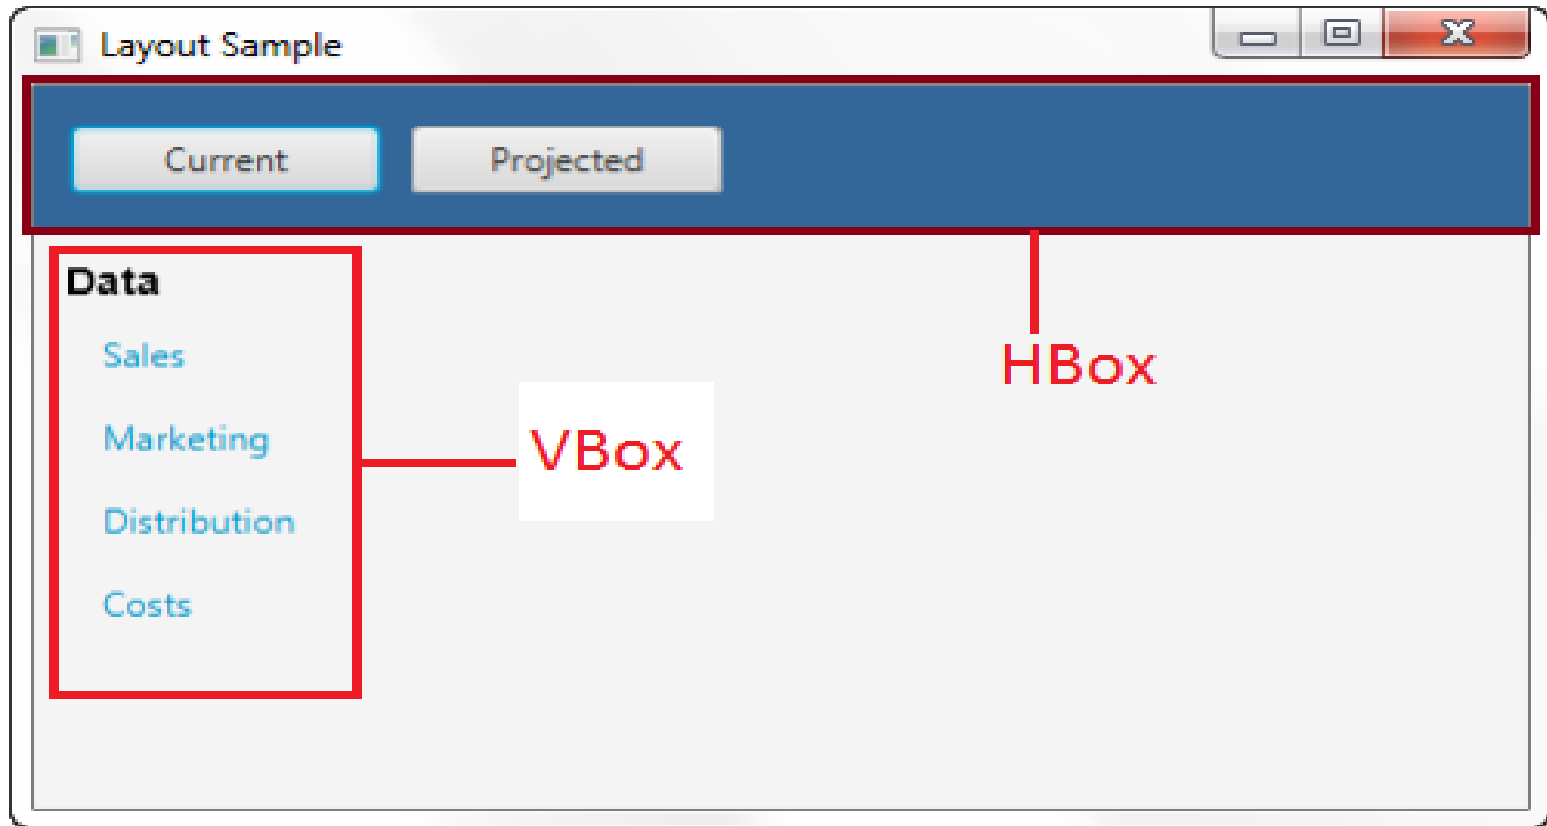 Layout Sample
Current Projected
Data
Sales
HBox
Marketing
VBox
Distribution
Costs